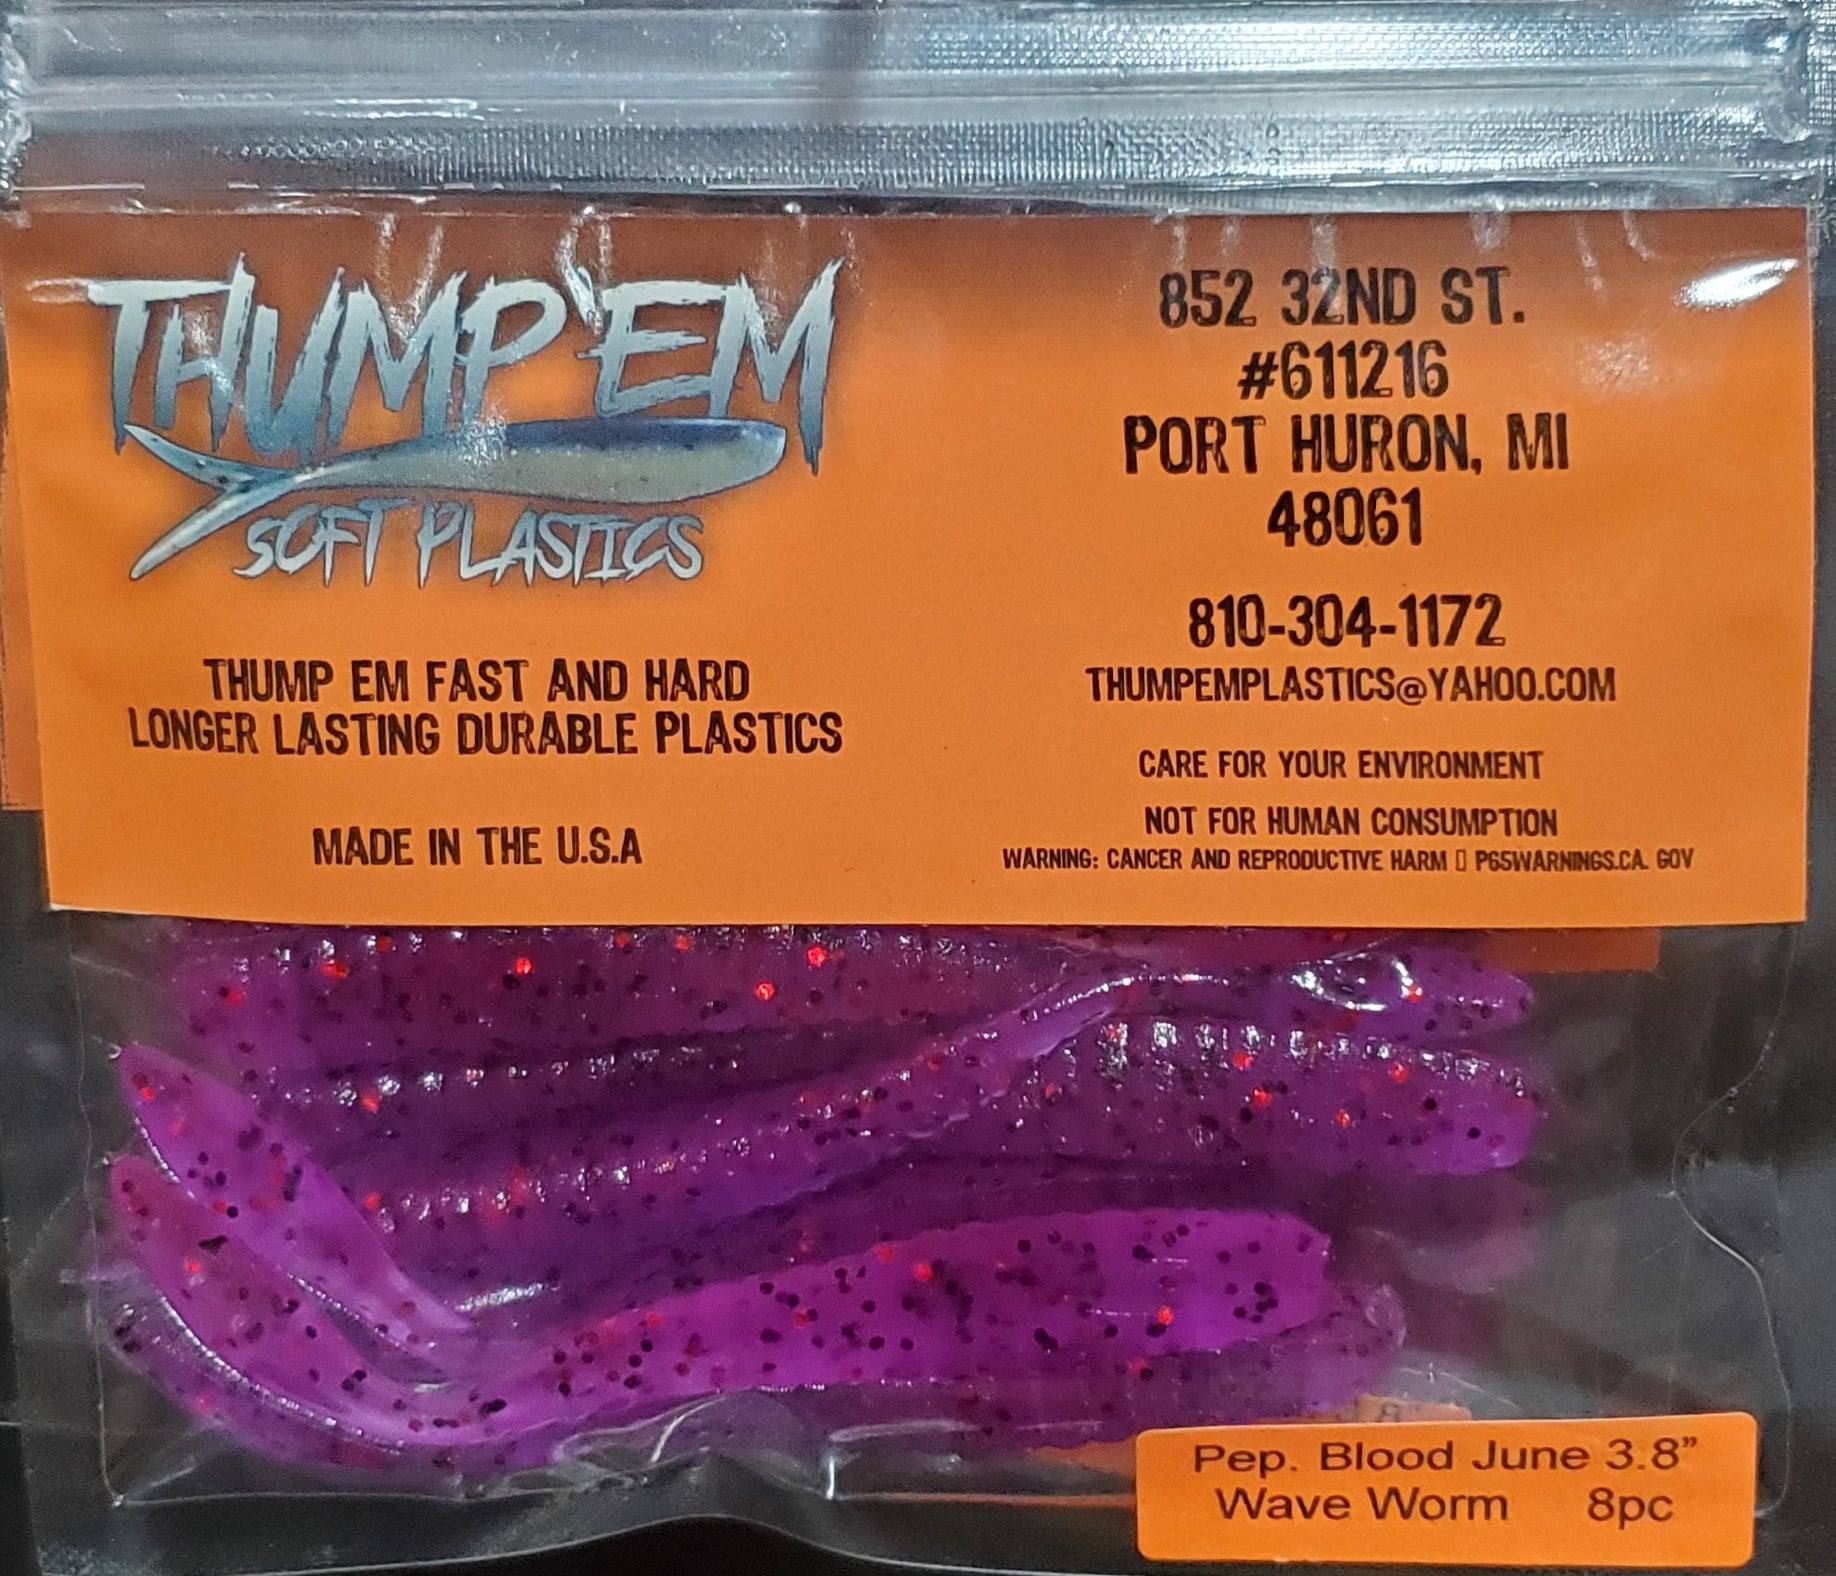 THUMP'EM
SOFT PLASTICS
THUMP EM FAST AND HARD
LONGER LASTING DURABLE PLASTICS
MADE IN THE U.S.A
852 32ND ST.
#611216
PORT HURON, MI
48061
810-304-1172
THUMPEMPLASTICS@YAHOO.COM
CARE FOR YOUR ENVIRONMENT
NOT FOR HUMAN CONSUMPTION
WARNING: CANCER AND REPRODUCTIVE HARM ▯ P65WARNINGS.CA. GOV
Pep. Blood June 3.8”
Wave Worm 8pc